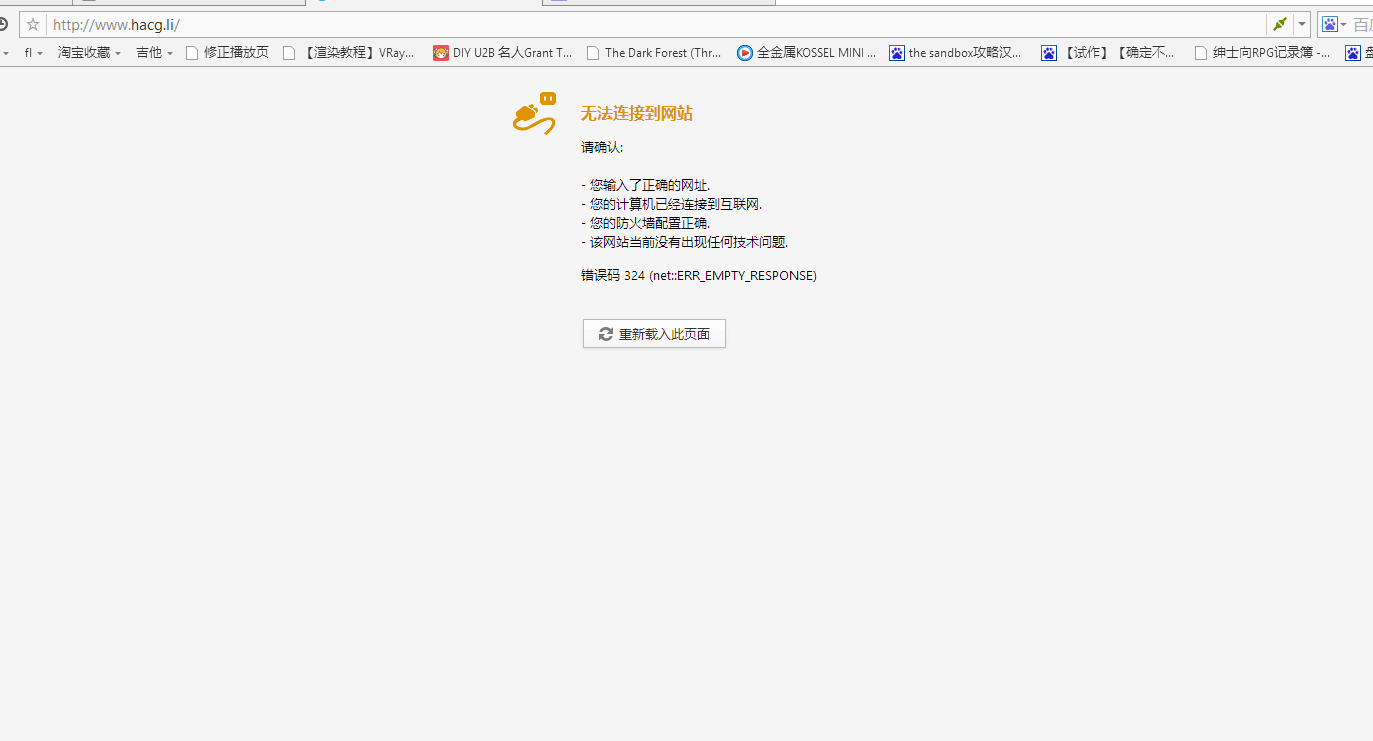 http://www.hacg.li/
fl 淘宝收藏 吉他 修正播放页 【渲染教程】VRay... DIY U2B 名人Grant T... The Dark Forest (Thr... 全金属KOSSEL MINI ... the sandbox攻略汉... 【试作】【确定不... 绅士向RPG记录簿 -...
无法连接到网站
请确认:
- 您输入了正确的网址.
- 您的计算机已经连接到互联网.
- 您的防火墙配置正确.
- 该网站当前没有出现任何技术问题.
错误码 324 (net::ERR_EMPTY_RESPONSE)
重新载入此页面